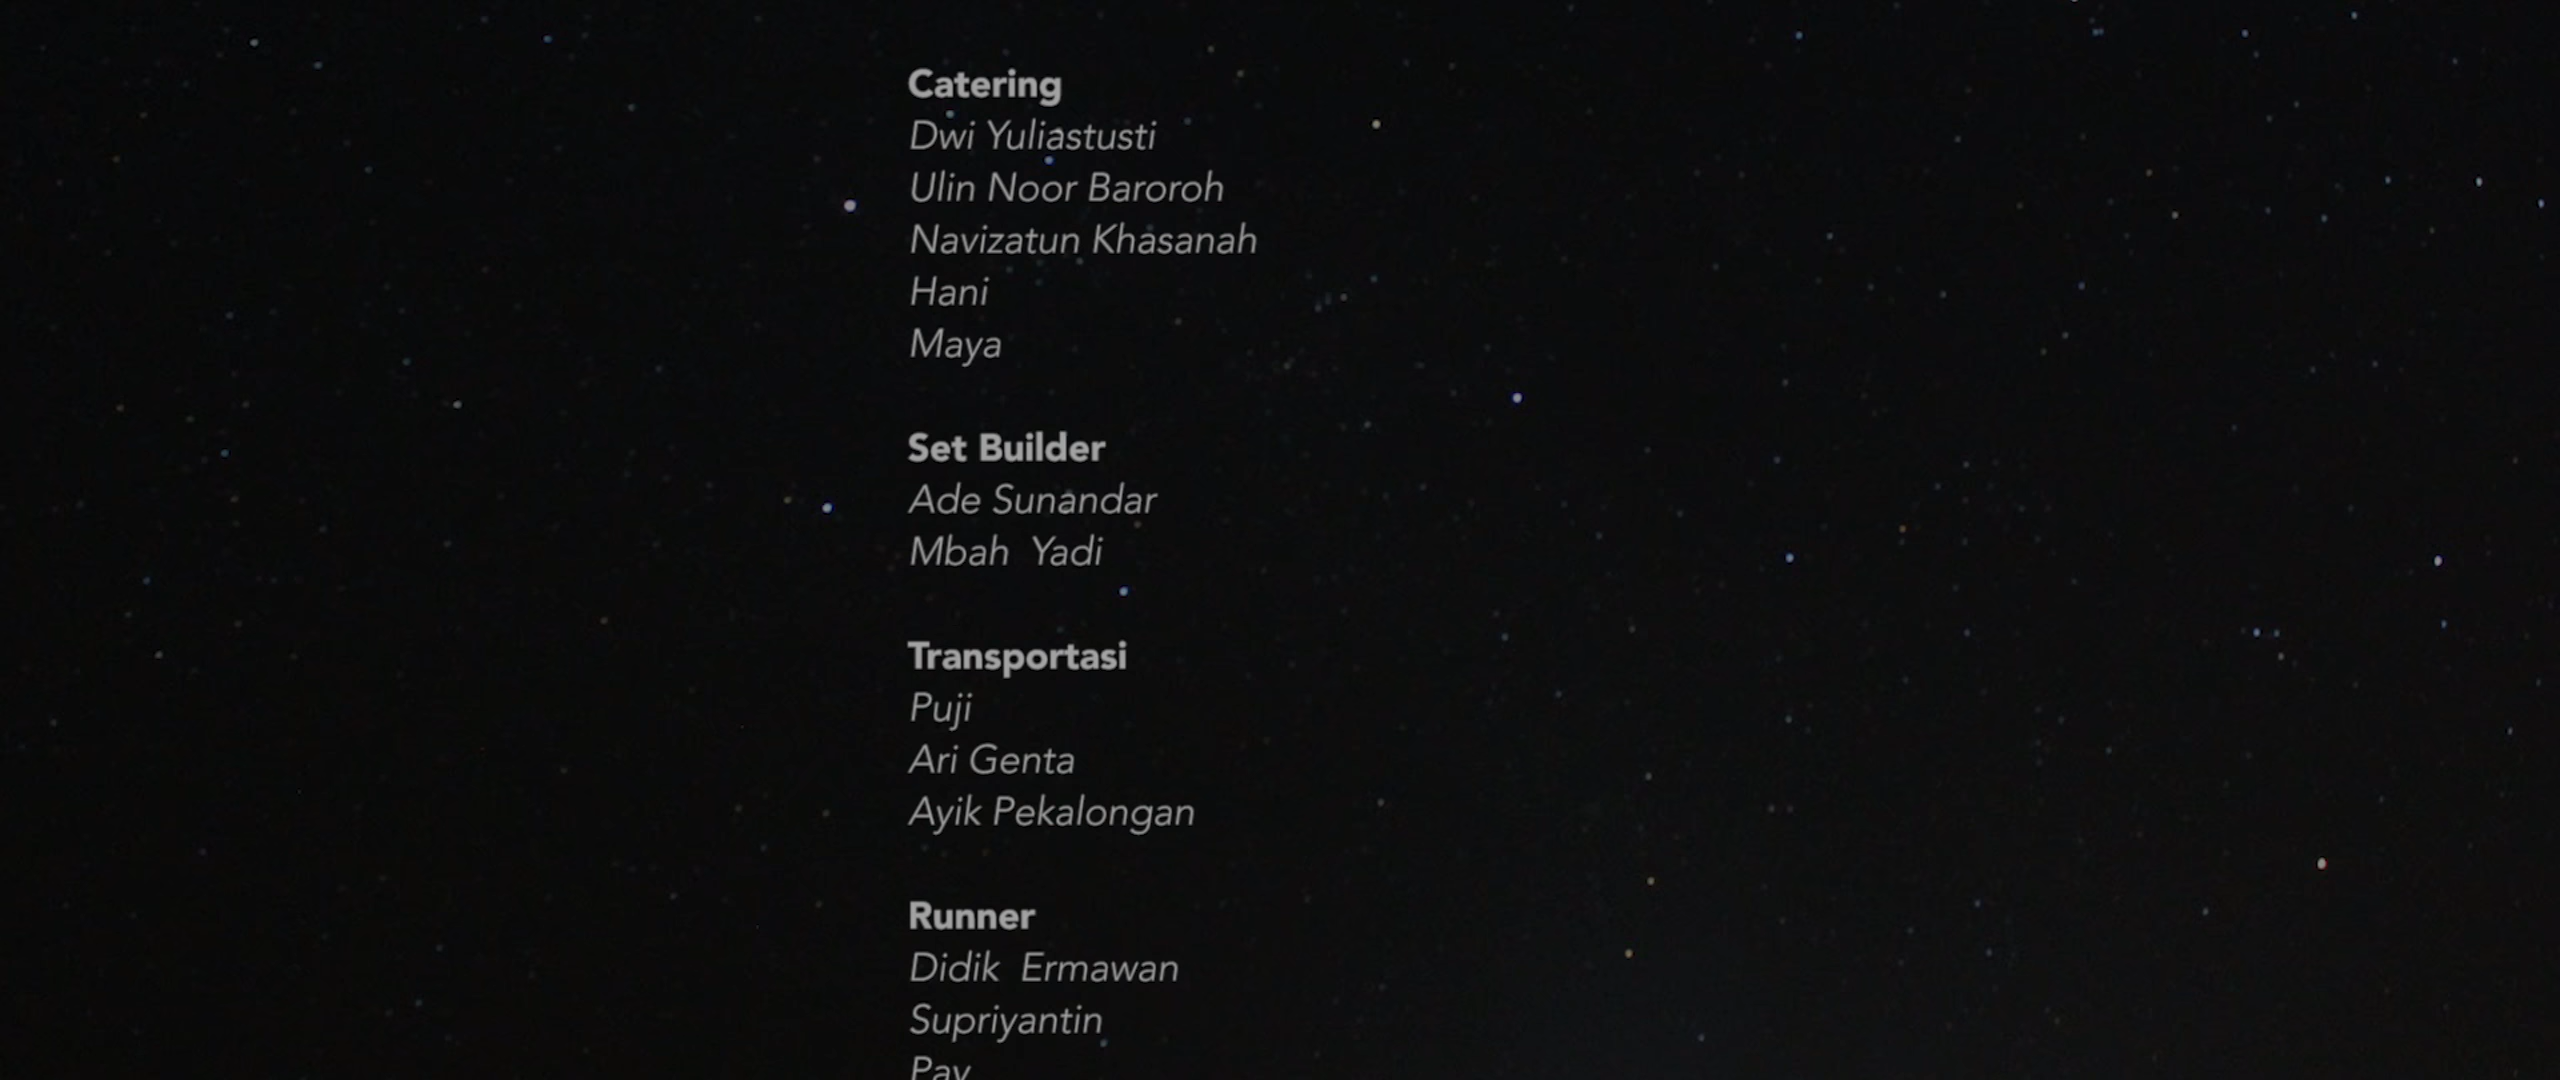 Catering
Dwi Yuliastusti
Ulin Noor Baroroh
Navizatun Khasanah
Hani
Maya
Set Builder
Ade Sunandar
Mbah Yadi
Transportasi
Puji
Ari Genta
Ayik Pekalongan
Runner
Didik Ermawan
Supriyantin